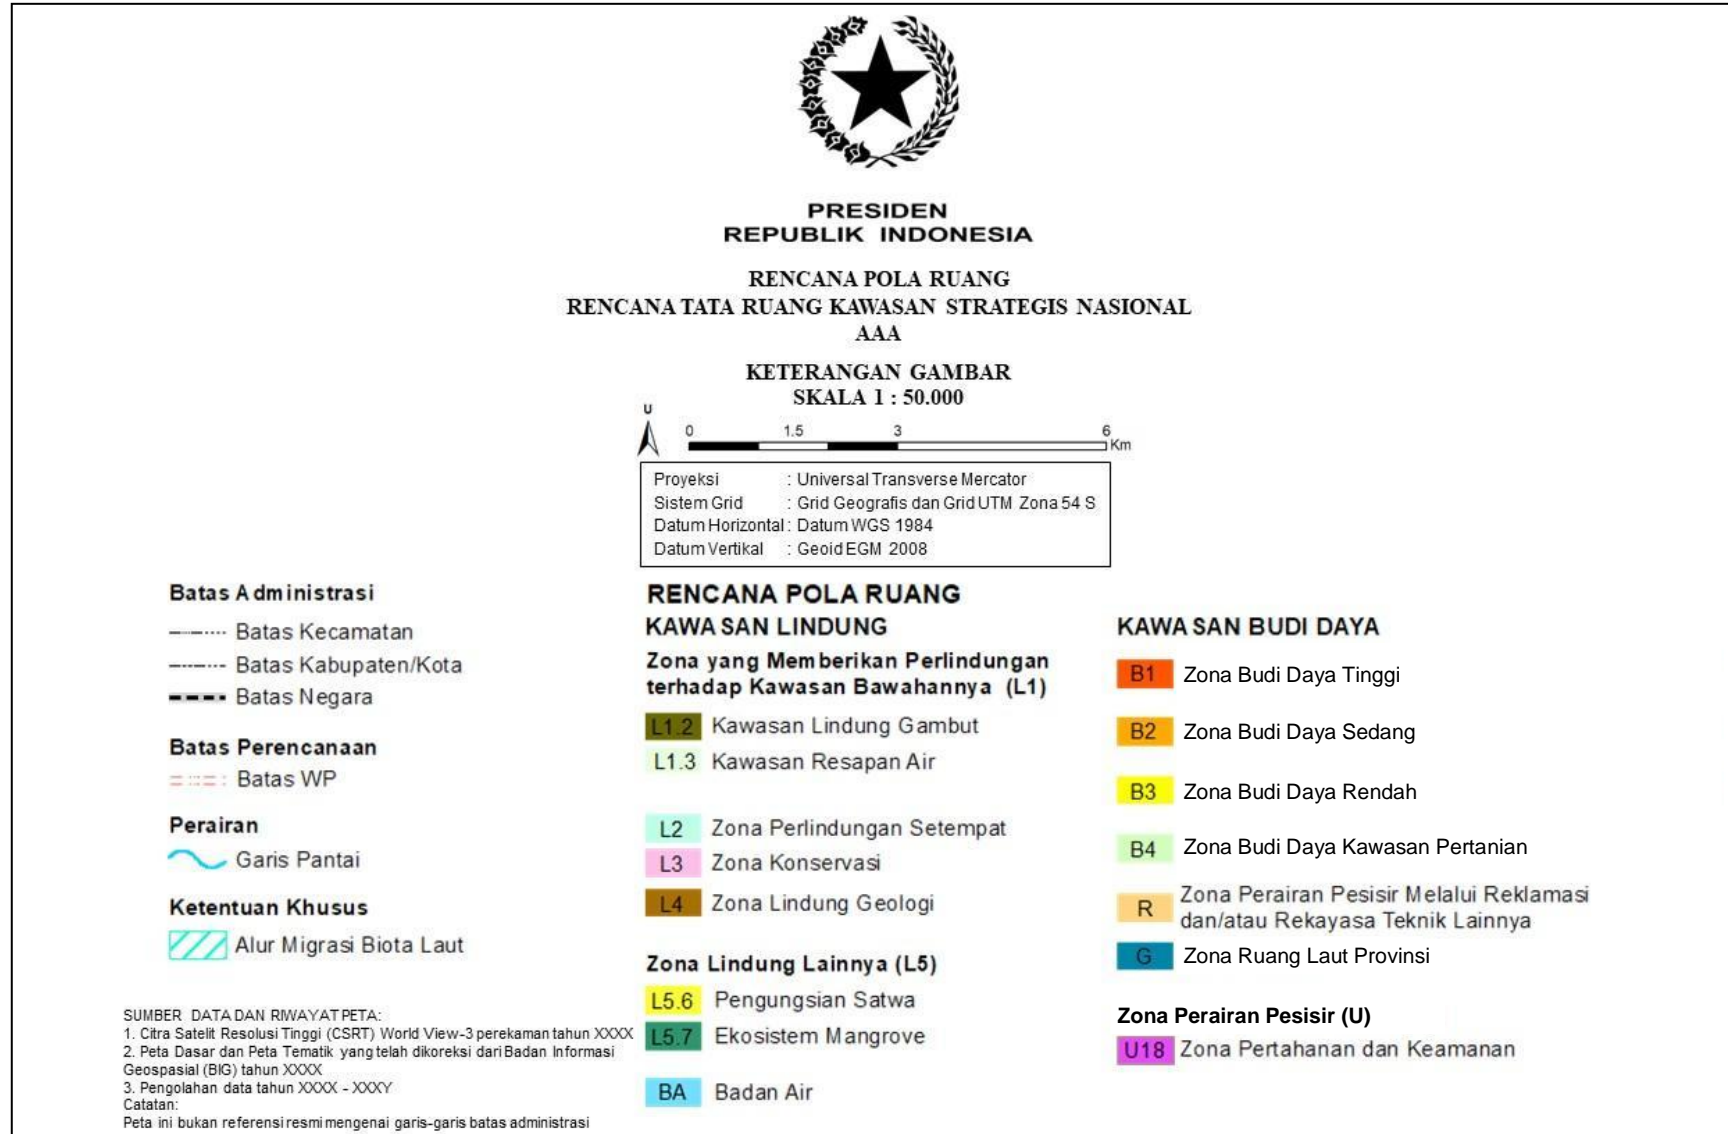 PRESIDEN
REPUBLIK INDONESIA
RENCANA POLA RUANG
RENCANA TATA RUANG KAWASAN STRATEGIS NASIONAL
AAA
KETERANGAN GAMBAR
SKALA 1 : 50.000
U
0 1.5 3 6
Km
Proyeksi : Universal Transverse Mercator
Sistem Grid : Grid Geografis dan Grid UTM Zona 54 S
Datum Horizontal : Datum WGS 1984
Datum Vertikal : Geoid EGM 2008
Batas Administrasi
Batas Kecamatan
Batas Kabupaten/Kota
Batas Negara
Batas Perencanaan
Batas WP
Perairan
Garis Pantai
Ketentuan Khusus
Alur Migrasi Biota Laut
SUMBER DATA DAN RIWAYAT PETA:
1. Citra Satelit Resolusi Tinggi (CSRT) World View-3 perekaman tahun XXXX
2. Peta Dasar dan Peta Tematik yang telah dikoreksi dari Badan Informasi
Geospasial (BIG) tahun XXXX
3. Pengolahan data tahun XXXX - XXXY
Catatan:
Peta ini bukan referensi resmi mengenai garis-garis batas administrasi
RENCANA POLA RUANG
KAWASAN LINDUNG
Zona yang Memberikan Perlindungan
terhadap Kawasan Bawahannya (L1)
L1.2 Kawasan Lindung Gambut
L1.3 Kawasan Resapan Air
L2 Zona Perlindungan Setempat
L3 Zona Konservasi
L4 Zona Lindung Geologi
Zona Lindung Lainnya (L5)
L5.6 Pengungsian Satwa
L5.7 Ekosistem Mangrove
BA Badan Air
KAWASAN BUDI DAYA
B1 Zona Budi Daya Tinggi
B2 Zona Budi Daya Sedang
B3 Zona Budi Daya Rendah
B4 Zona Budi Daya Kawasan Pertanian
R Zona Perairan Pesisir Melalui Reklamasi
dan/atau Rekayasa Teknik Lainnya
G Zona Ruang Laut Provinsi
Zona Perairan Pesisir (U)
U18 Zona Pertahanan dan Keamanan